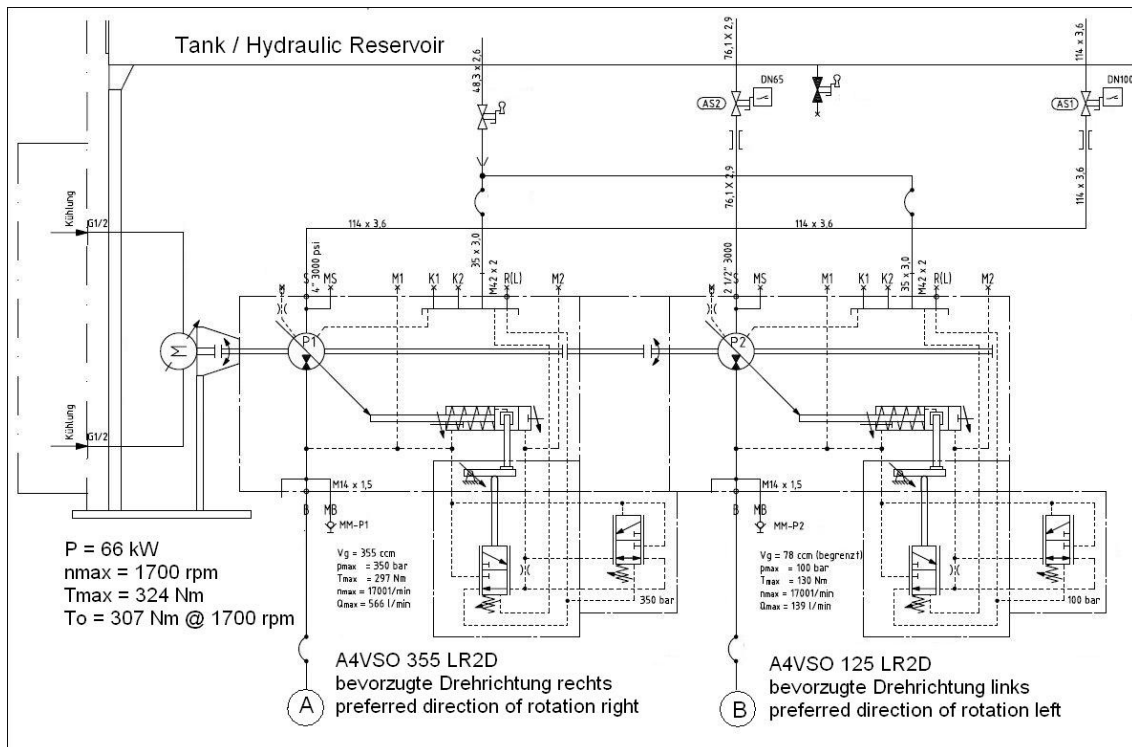 Tank / Hydraulic Reservoir
48,3 x 2,6
76,1 X 2,9
114 x 3,6
DN65
DN100
AS2
AS1
76,1 X 2,9
114 x 3,6
Kühlung
G1/2
114 x 3,6
114 x 3,6
4" 3000 psi
35 x 3,0
M42 x 2
2 1/2" 3000
35 x 3,0
M42 x 2
S
MS
M1
K1
K2
R(L)
M2
S
MS
M1
K1
K2
R(L)
M2
M
P1
P2
Kühlung
G1/2
M14 x 1,5
M14 x 1,5
B
MB
MM-P1
B
MB
MM-P2
P = 66 kW
nmax = 1700 rpm
Tmax = 324 Nm
To = 307 Nm @ 1700 rpm
Vg = 355 ccm
pmax = 350 bar
Tmax = 297 Nm
nmax = 17001/min
Qmax = 566 l/min
350 bar
Vg = 78 ccm (begrenzt)
pmax = 100 bar
Tmax = 130 Nm
nmax = 17001/min
Qmax = 139 l/min
100 bar
A4VSO 355 LR2D
bevorzugte Drehrichtung rechts
preferred direction of rotation right
A
A4VSO 125 LR2D
bevorzugte Drehrichtung links
preferred direction of rotation left
B